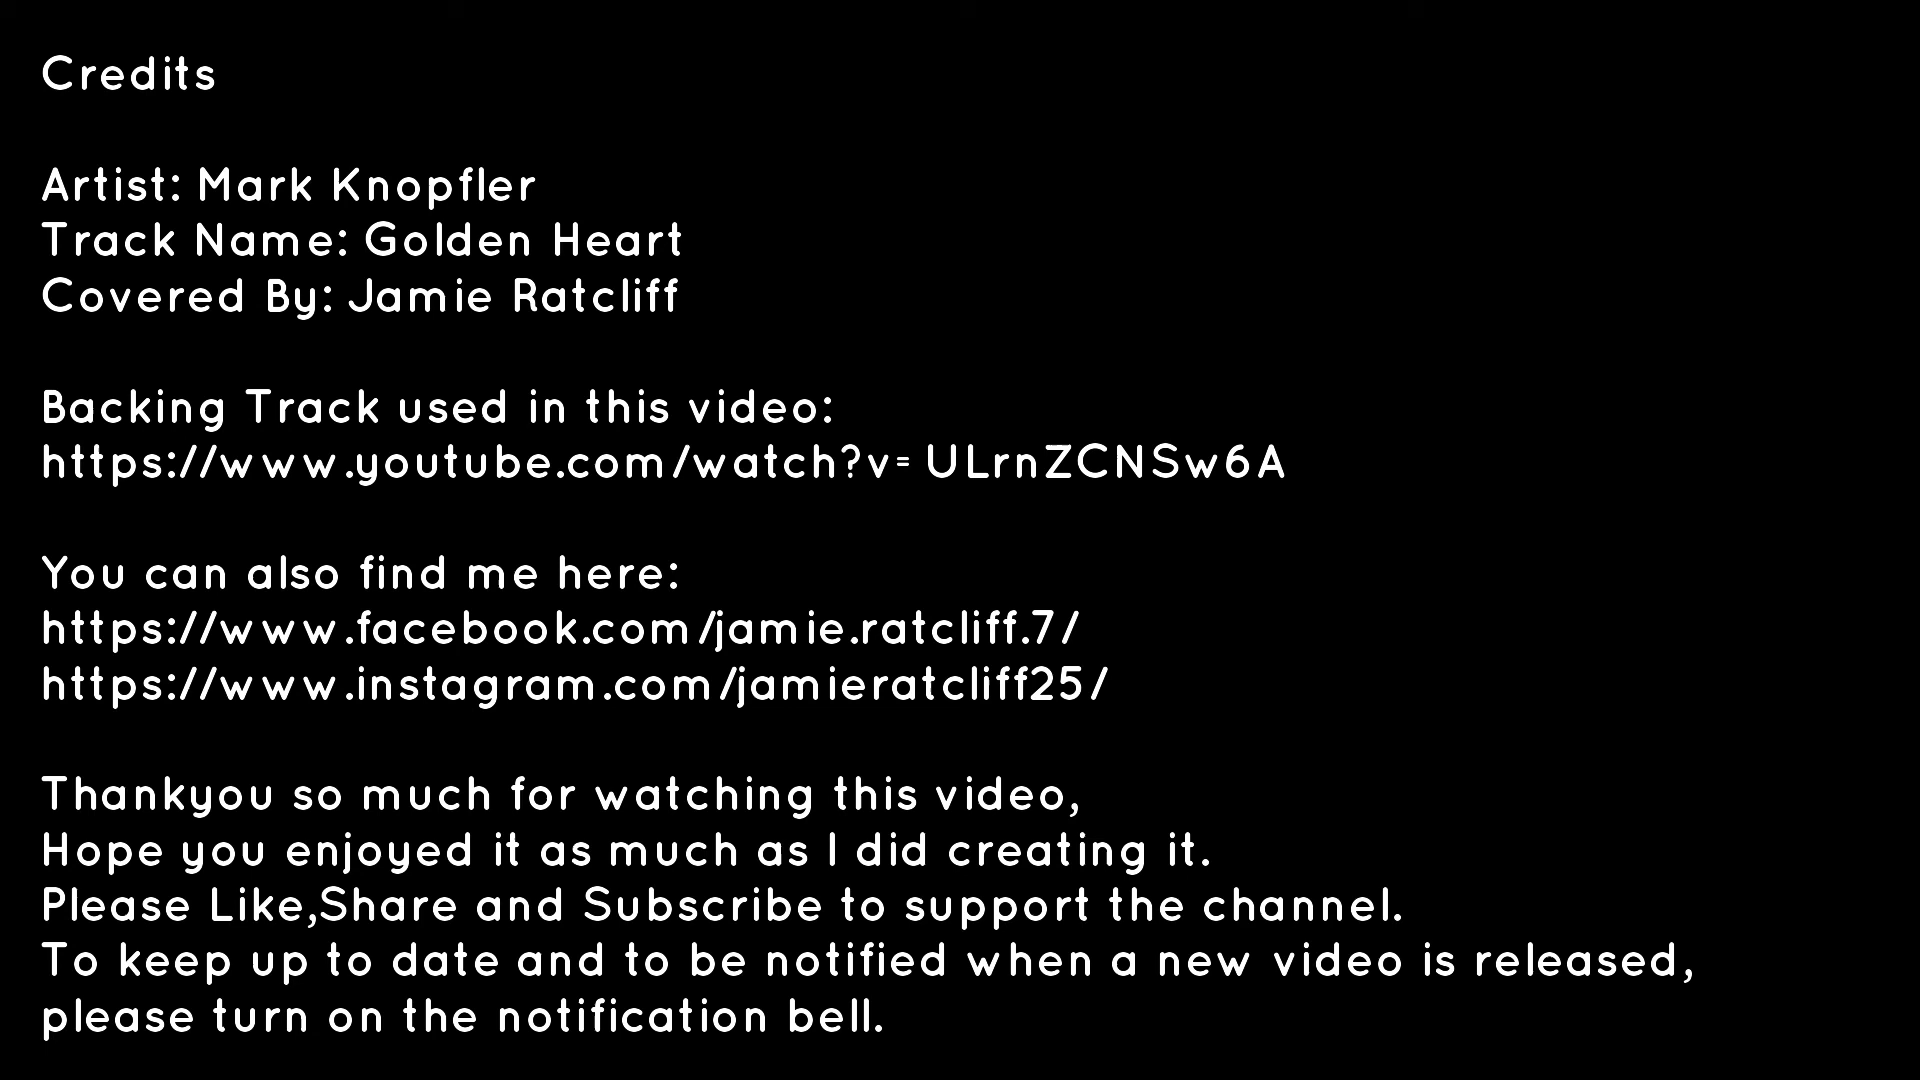 Credits
Artist: Mark Knopfler
Track Name: Golden Heart
Covered By: Jamie Ratcliff
Backing Track used in this video:
https://www.youtube.com/watch?v=ULrnZCNSw6A
You can also find me here:
https://www.facebook.com/jamie.ratcliff.7/
https://www.instagram.com/jamieratcliff25/
Thankyou so much for watching this video,
Hope you enjoyed it as much as I did creating it.
Please Like,Share and Subscribe to support the channel.
To keep up to date and to be notified when a new video is released,
please turn on the notification bell.